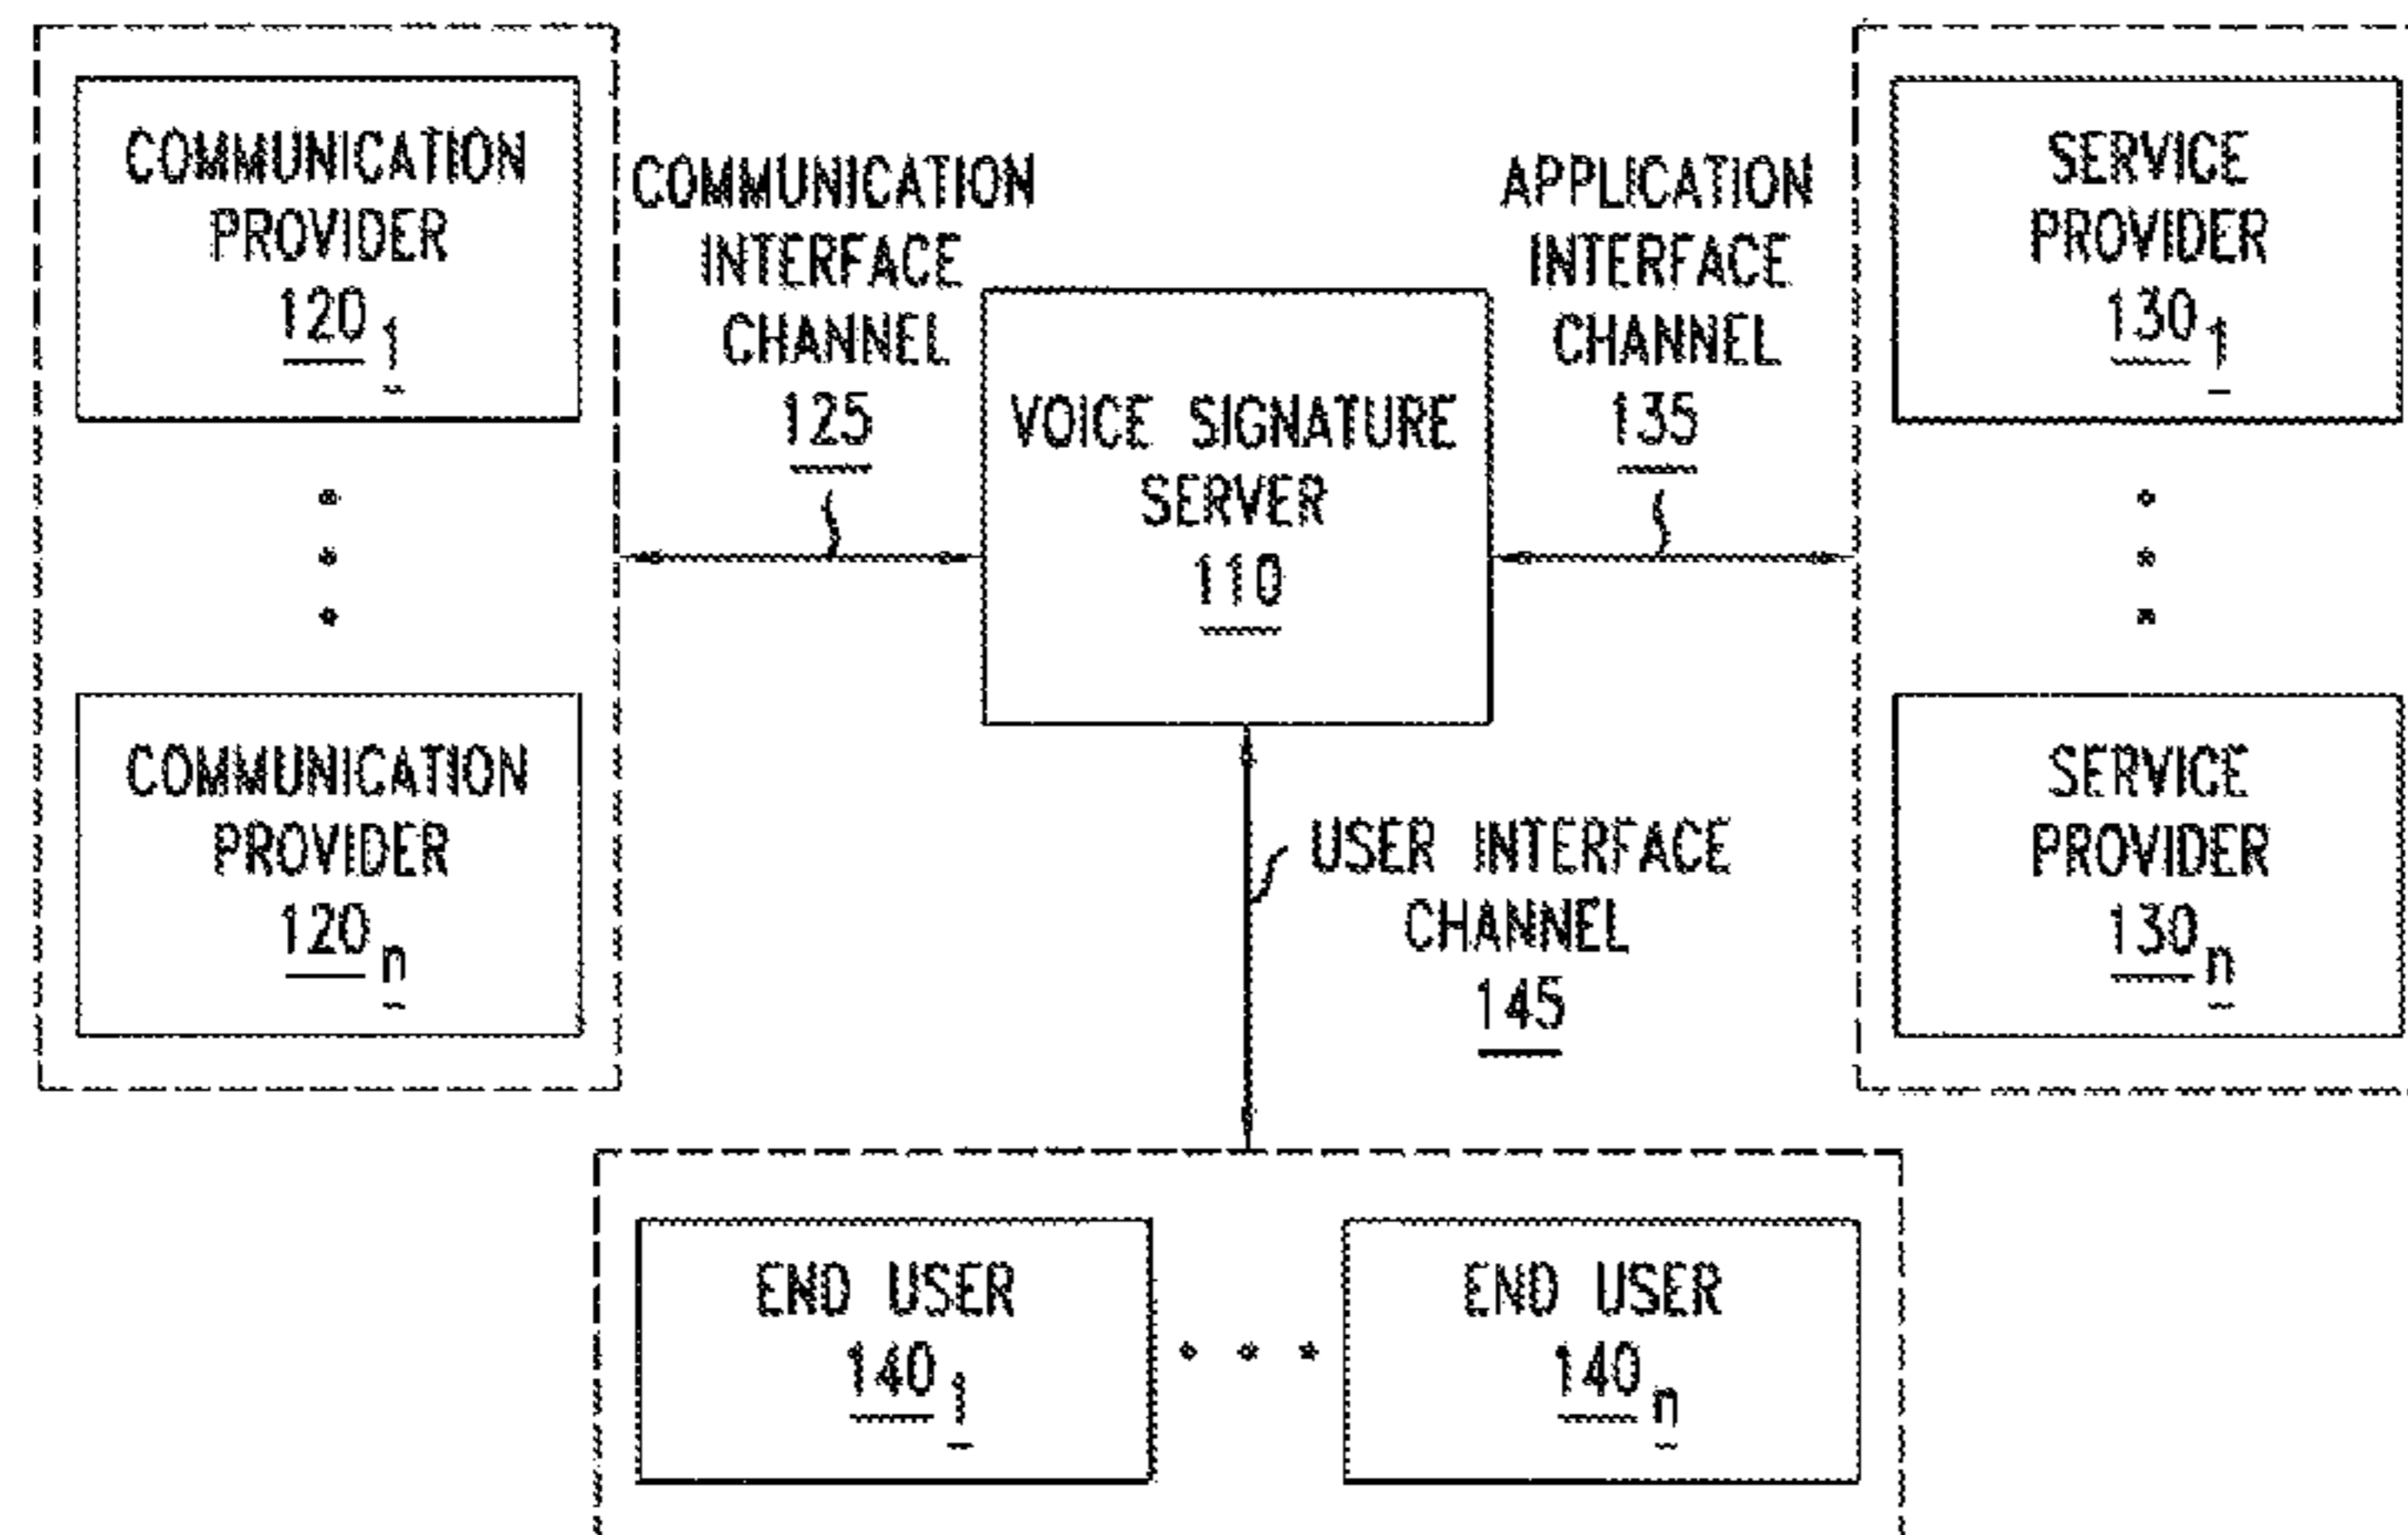 COMMUNICATION
PROVIDER
120 1
COMMUNICATION
PROVIDER
120 n
COMMUNICATION
INTERFACE
CHANNEL
125
VOICE SIGNATURE
SERVER
110
APPLICATION
INTERFACE
CHANNEL
135
SERVICE
PROVIDER
130 1
SERVICE
PROVIDER
130 n
USER INTERFACE
CHANNEL
145
END USER
140 1
END USER
140 n